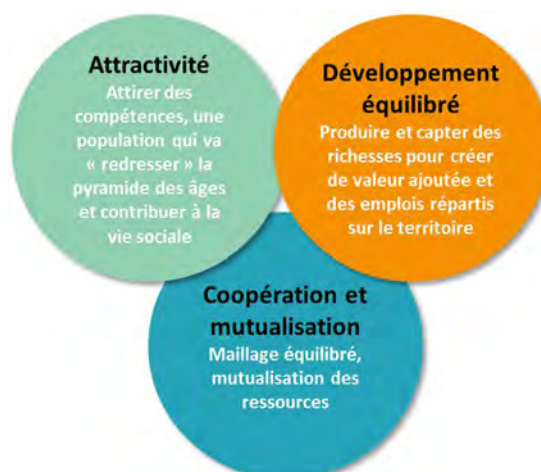 Attractivité
Attirer des
compétences, une
population qui va
« redresser » la
pyramide des âges
et contribuer à la
vie sociale
Développement
équilibré
Produire et capter des
richesses pour créer
de valeur ajoutée et
des emplois répartis
sur le territoire
Coopération et
mutualisation
Maillage équilibré,
mutualisation des
ressources